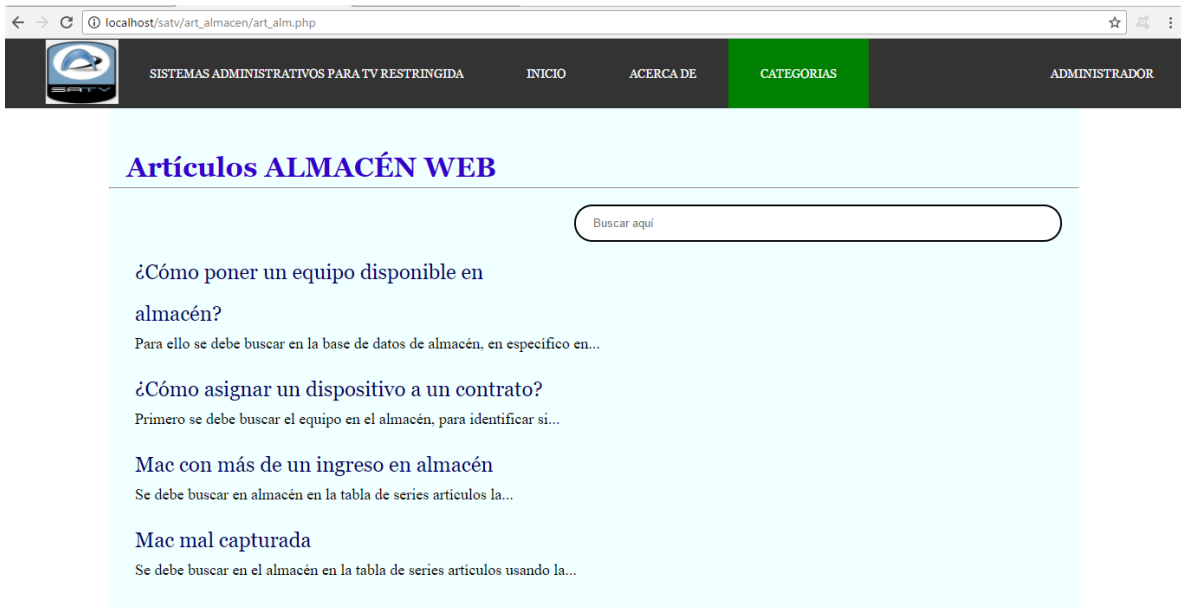 localhost/satv/art_almacen/art_alm.php
SATV
SISTEMAS ADMINISTRATIVOS PARA TV RESTRINGIDA
INICIO
ACERCA DE
CATEGORIAS
ADMINISTRADOR
Artículos ALMACÉN WEB
Buscar aquí
¿Cómo poner un equipo disponible en
almacén?
Para ello se debe buscar en la base de datos de almacén, en específico en...
¿Cómo asignar un dispositivo a un contrato?
Primero se debe buscar el equipo en el almacén, para identificar si...
Mac con más de un ingreso en almacén
Se debe buscar en almacén en la tabla de series artículos la...
Mac mal capturada
Se debe buscar en el almacén en la tabla de series artículos usando la...